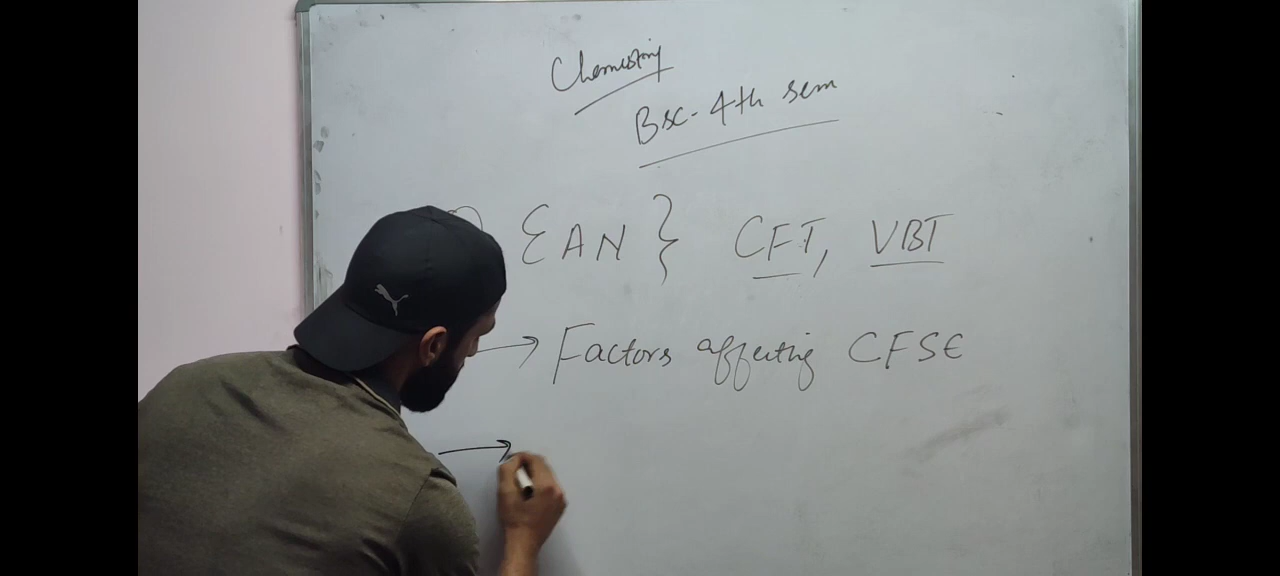 Chemistry
Bsc-4th sem
{EAN} CFT, VBT
→ Factors affecting CFSE
→